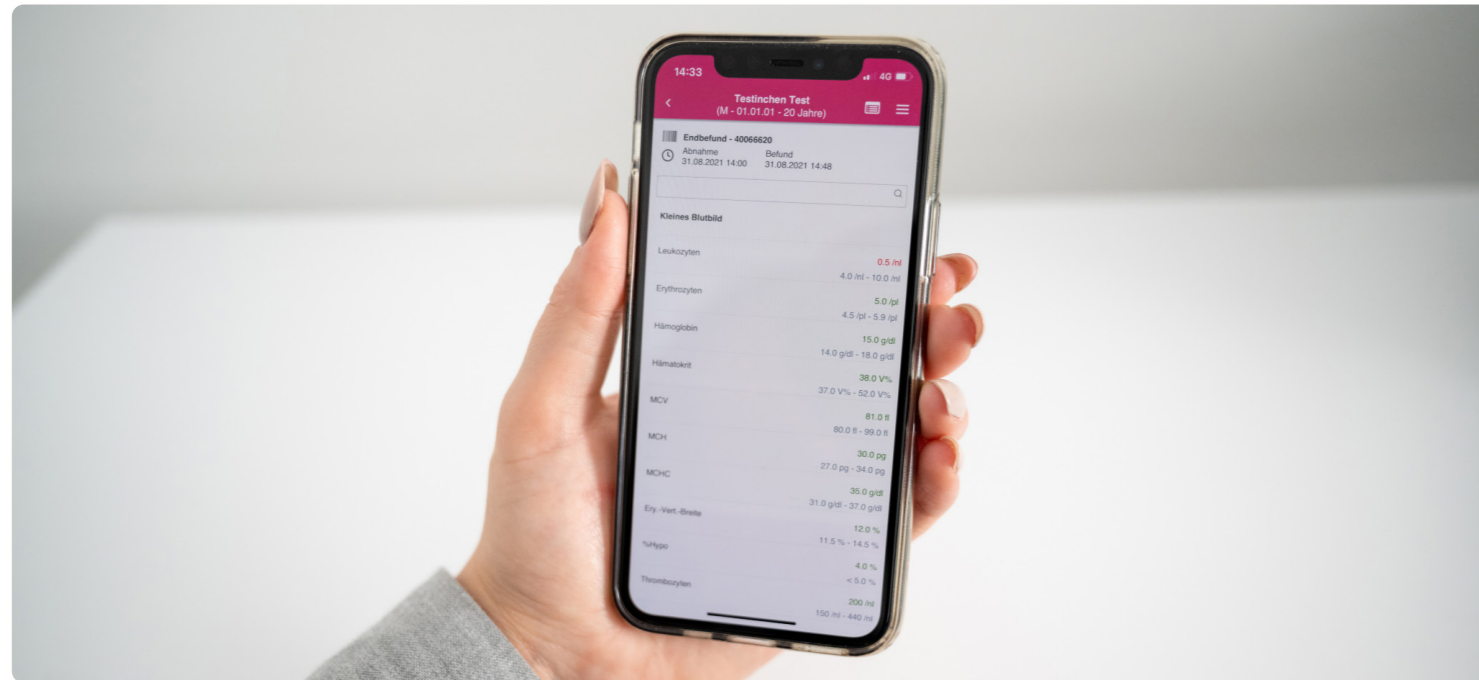 14:33
4G
Testinchen Test
(M - 01.01.01 - 20 Jahre)
Endbefund - 40066620
Abnahme Befund
31.08.2021 14:00 31.08.2021 14:48
Kleines Blutbild
Leukozyten 0.5 /nl
4.0 /nl - 10.0 /nl
Erythrozyten 5.0 /pl
4.5 /pl - 5.9 /pl
Hämoglobin 15.0 g/dl
14.0 g/dl - 18.0 g/dl
Hämatokrit 38.0 V%
37.0 V% - 52.0 V%
MCV 81.0 fl
80.0 fl - 99.0 fl
MCH 30.0 pg
27.0 pg - 34.0 pg
MCHC 35.0 g/dl
31.0 g/dl - 37.0 g/dl
Ery.-Vert.-Breite 12.0 %
11.5 % - 14.5 %
%Hypo 4.0 %
< 5.0 %
Thrombozyten 200 /nl
150 /nl - 440 /nl